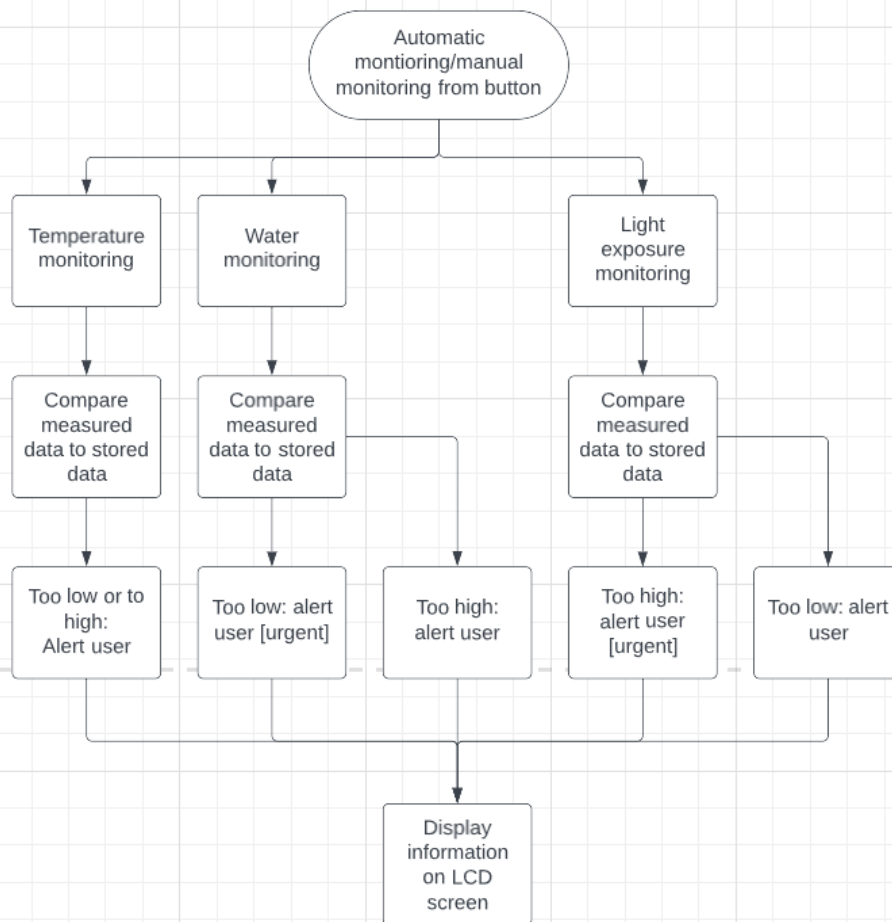 Automatic
montioring/manual
monitoring from button
Temperature
monitoring
Water
monitoring
Light
exposure
monitoring
Compare
measured
data to stored
data
Compare
measured
data to stored
data
Compare
measured
data to stored
data
Too low or to
high:
Alert user
Too low: alert
user [urgent]
Too high:
alert user
Too high:
alert user
[urgent]
Too low: alert
user
Display
information
on LCD
screen